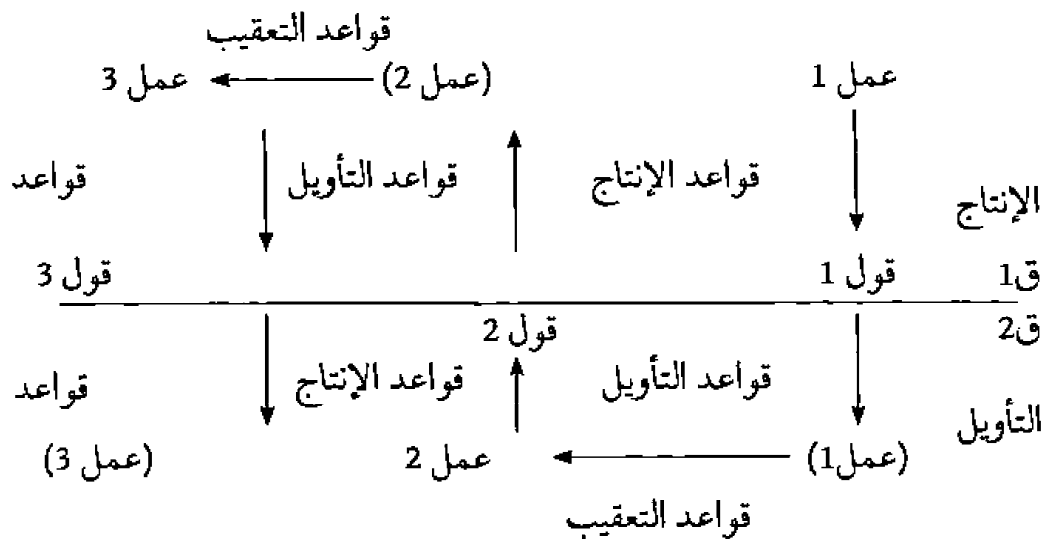 قواعد التعقيب
عمل 1 (عمل 2) عمل 3
الإنتاج قواعد الإنتاج قواعد التأويل قواعد
ق1 قول 1 قول 3
ق2 قول 2
التأويل قواعد التأويل قواعد الإنتاج قواعد
(عمل1) عمل 2 (عمل 3)
قواعد التعقيب